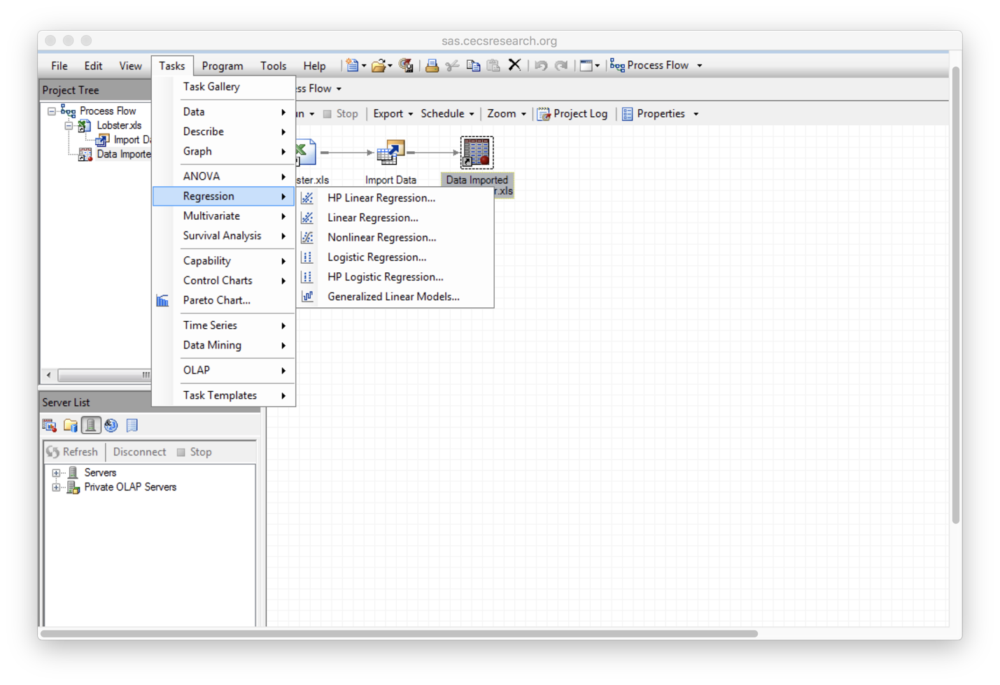 sas.cecsresearch.org
File Edit View Tasks Program Tools Help Process Flow
Project Tree
Process Flow
Lobster.xls
Import Da
Data Importe
Task Gallery
Data
Describe
Graph
ANOVA
Regression
Multivariate
Survival Analysis
Capability
Control Charts
Pareto Chart...
Time Series
Data Mining
OLAP
Task Templates
ess Flow
un Stop Export Schedule Zoom Project Log Properties
ster.xls Import Data Data Imported
r.xls
HP Linear Regression...
Linear Regression...
Nonlinear Regression...
Logistic Regression...
HP Logistic Regression...
Generalized Linear Models...
Server List
Refresh Disconnect Stop
Servers
Private OLAP Servers